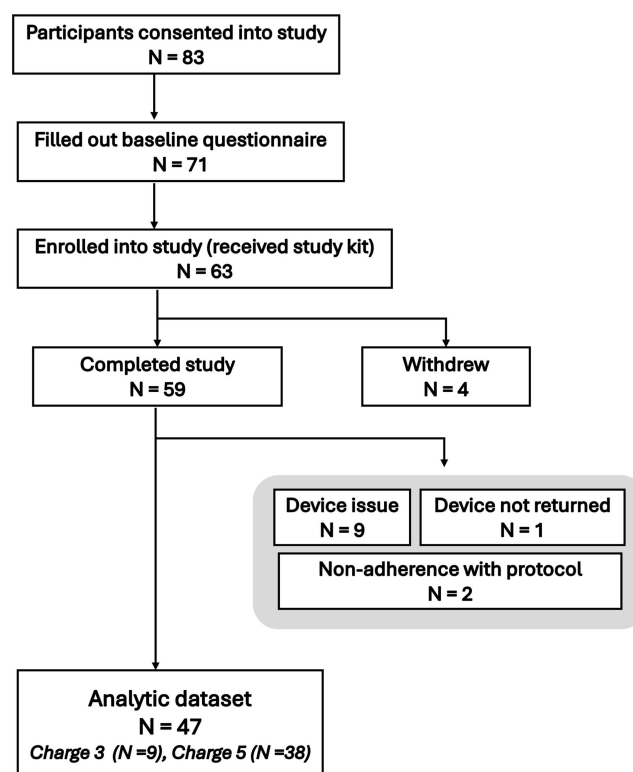 Participants consented into study
N = 83
Filled out baseline questionnaire
N = 71
Enrolled into study (received study kit)
N = 63
Completed study
N = 59
Withdrew
N = 4
Device issue
N = 9
Device not returned
N = 1
Non-adherence with protocol
N = 2
Analytic dataset
N = 47
Charge 3 (N =9), Charge 5 (N =38)